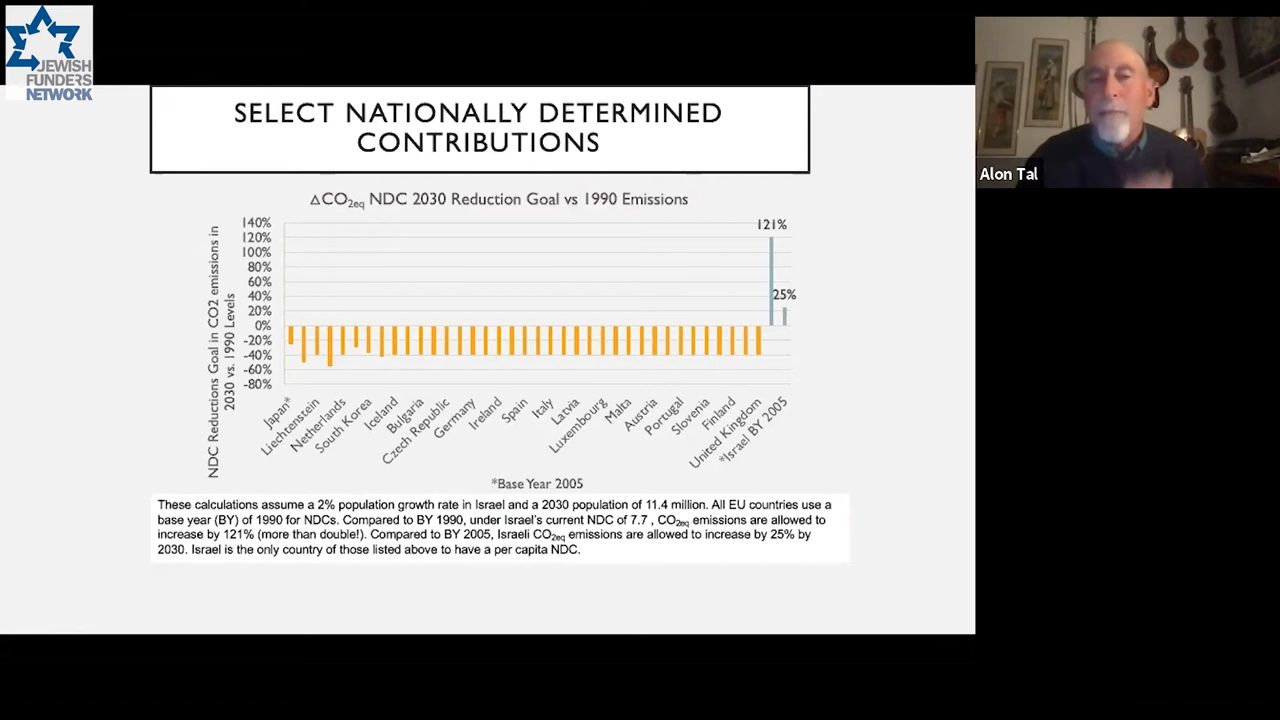 JEWISH
FUNDERS
NETWORK
SELECT NATIONALLY DETERMINED
CONTRIBUTIONS
ΔCO2eq NDC 2030 Reduction Goal vs 1990 Emissions
NDC Reductions Goal in CO2 emissions in
2030 vs. 1990 Levels
140%
120%
100%
80%
60%
40%
20%
0%
-20%
-40%
-60%
-80%
121%
25%
Japan*
Liechtenstein
Netherlands
South Korea
Iceland
Bulgaria
Czech Republic
Germany
Ireland
Spain
Italy
Latvia
Luxembourg
Malta
Austria
Portugal
Slovenia
Finland
United Kingdom
*Israel BY 2005
*Base Year 2005
These calculations assume a 2% population growth rate in Israel and a 2030 population of 11.4 million. All EU countries use a
base year (BY) of 1990 for NDCs. Compared to BY 1990, under Israel's current NDC of 7.7 , CO2eq emissions are allowed to
increase by 121% (more than double!). Compared to BY 2005, Israeli CO2eq emissions are allowed to increase by 25% by
2030. Israel is the only country of those listed above to have a per capita NDC.
Alon Tal